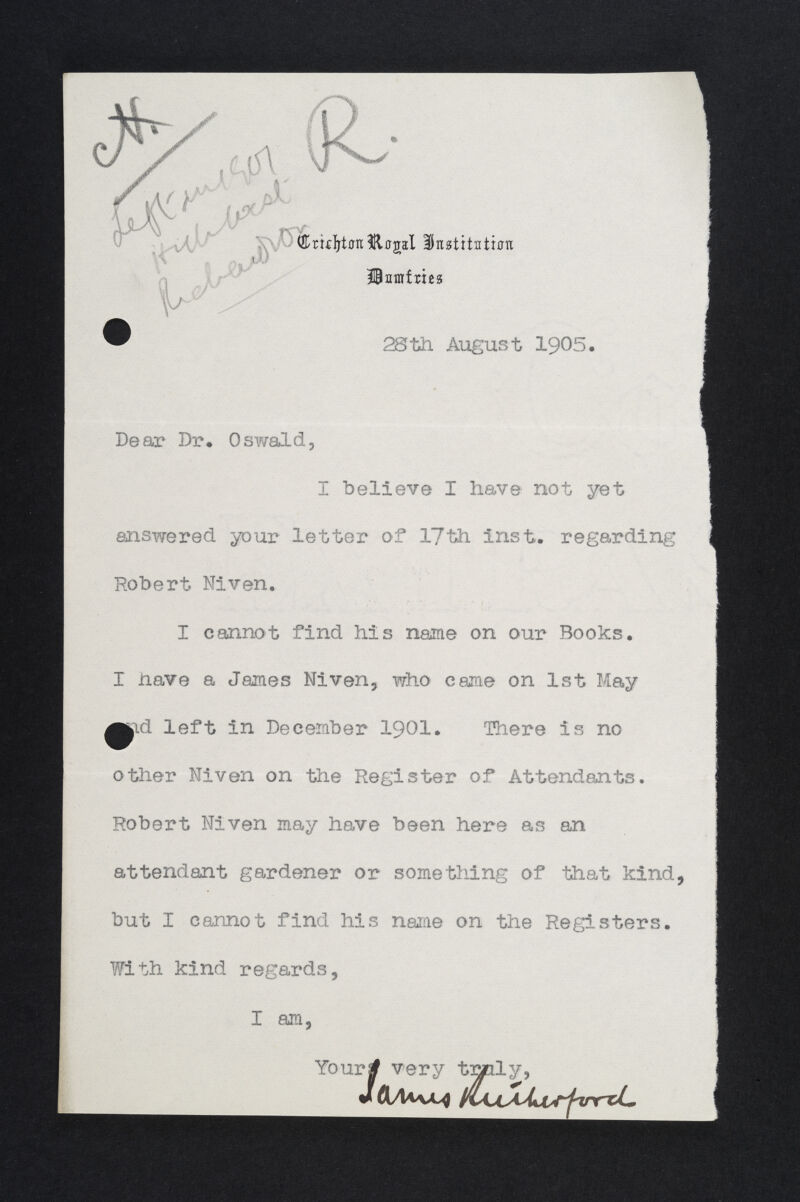 N.
R.
Left in 1901
Crichton Royal Institution
Dumfries
28th August 1905.
Dear Dr. Oswald,
I believe I have not yet
answered your letter of 17th inst. regarding
Robert Niven.
I cannot find his name on our Books.
I have a James Niven, who came on 1st May
and left in December 1901. There is no
other Niven on the Register of Attendants.
Robert Niven may have been here as an
attendant gardener or something of that kind,
but I cannot find his name on the Registers.
With kind regards,
I am,
Yours very truly,
James Rutherford